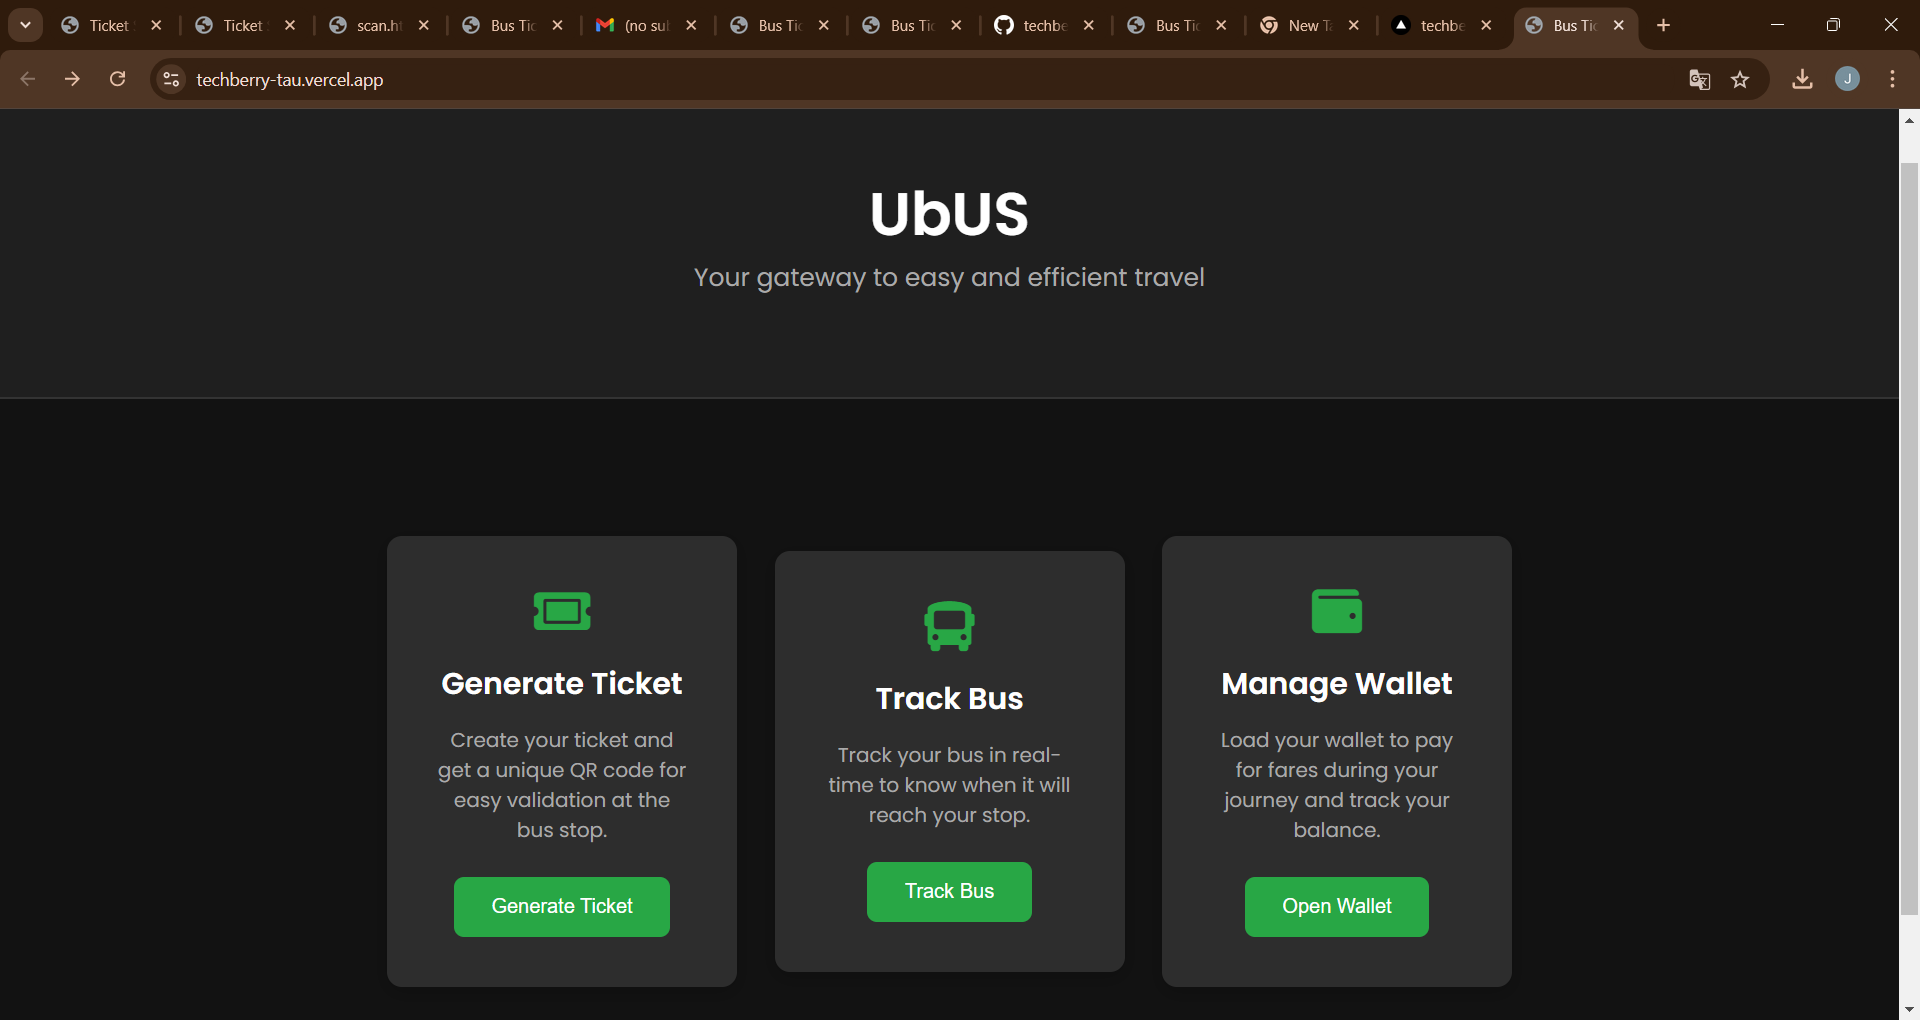 Ticket
Ticket
scan.ht
Bus Tic
(no sub
Bus Tic
Bus Tic
techbe
Bus Tic
New Ta
techbe
Bus Tic
techberry-tau.vercel.app
J
UbUS
Your gateway to easy and efficient travel
Generate Ticket
Create your ticket and
get a unique QR code for
easy validation at the
bus stop.
Generate Ticket
Track Bus
Track your bus in real-
time to know when it will
reach your stop.
Track Bus
Manage Wallet
Load your wallet to pay
for fares during your
journey and track your
balance.
Open Wallet